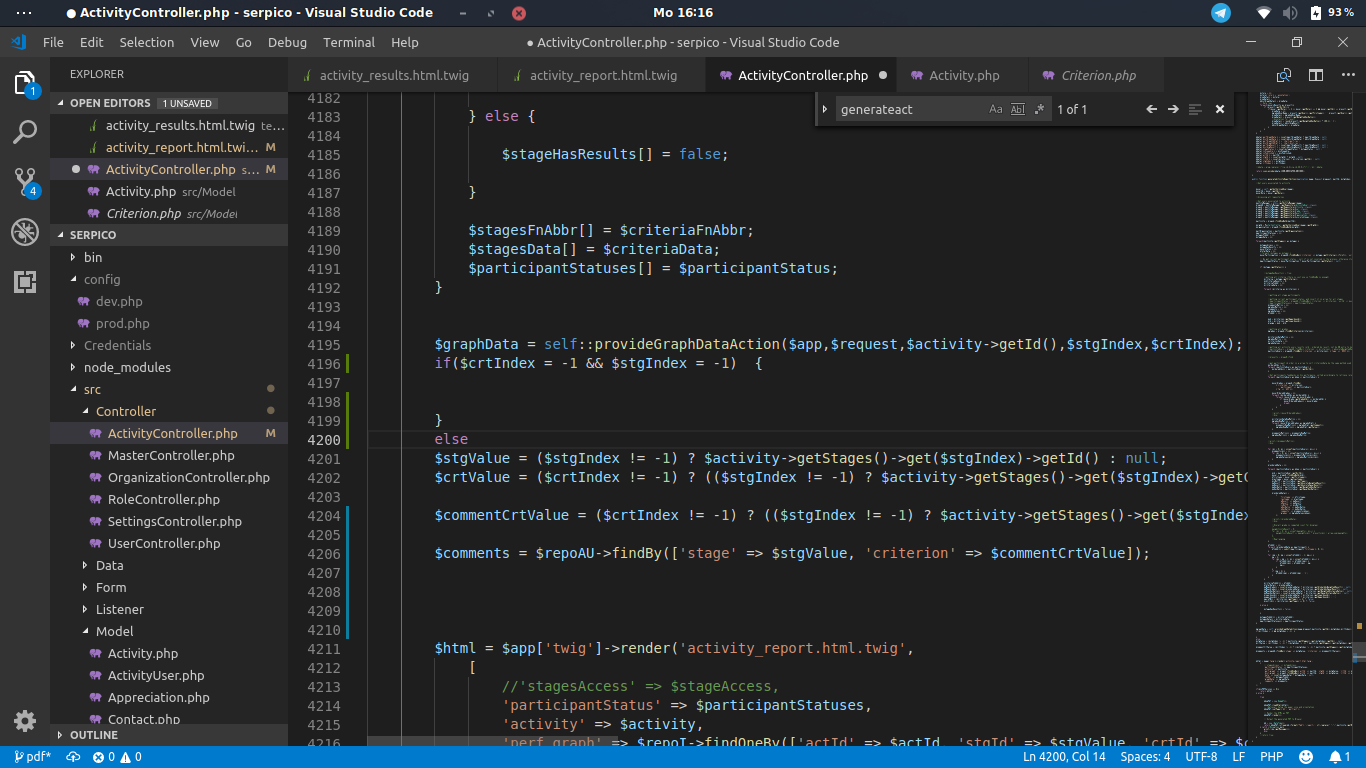 ● ActivityController.php - serpico - Visual Studio Code
Mo 16:16
93 %
File Edit Selection View Go Debug Terminal Help
● ActivityController.php - serpico - Visual Studio Code
EXPLORER
activity_results.html.twig
activity_report.html.twig
ActivityController.php
Activity.php
Criterion.php
1
4
OPEN EDITORS 1 UNSAVED
activity_results.html.twig te...
activity_report.html.twi... M
ActivityController.php s... M
Activity.php src/Model
Criterion.php src/Model
SERPICO
bin
config
dev.php
prod.php
Credentials
node_modules
src
Controller
ActivityController.php M
MasterController.php
OrganizationController.php
RoleController.php
SettingsController.php
UserController.php
Data
Form
Listener
Model
Activity.php
ActivityUser.php
Appreciation.php
Contact.php
OUTLINE
generateact
Aa Abl .*
1 of 1
4182
4183 } else {
4184
4185 $stageHasResults[] = false;
4186
4187 }
4188
4189 $stagesFnAbbr[] = $criteriaFnAbbr;
4190 $stagesData[] = $criteriaData;
4191 $participantStatuses[] = $participantStatus;
4192 }
4193
4194
4195 $graphData = self::provideGraphDataAction($app,$request,$activity->getId(),$stgIndex,$crtIndex);
4196 if($crtIndex = -1 && $stgIndex = -1) {
4197
4198
4199 }
4200 else
4201 $stgValue = ($stgIndex != -1) ? $activity->getStages()->get($stgIndex)->getId() : null;
4202 $crtValue = ($crtIndex != -1) ? (($stgIndex != -1) ? $activity->getStages()->get($stgIndex)->getC
4203
4204 $commentCrtValue = ($crtIndex != -1) ? (($stgIndex != -1) ? $activity->getStages()->get($stgIndex
4205
4206 $comments = $repoAU->findBy(['stage' => $stgValue, 'criterion' => $commentCrtValue]);
4207
4208
4209
4210
4211 $html = $app['twig']->render('activity_report.html.twig',
4212 [
4213 //'stagesAccess' => $stageAccess,
4214 'participantStatus' => $participantStatuses,
4215 'activity' => $activity,
4216 'perf_graph' => $repoI->findOneBy(['actId' => $actId, 'stgId' => $stgValue, 'crtId' => $c
pdf* 0 0
Ln 4200, Col 14 Spaces: 4 UTF-8 LF PHP 1